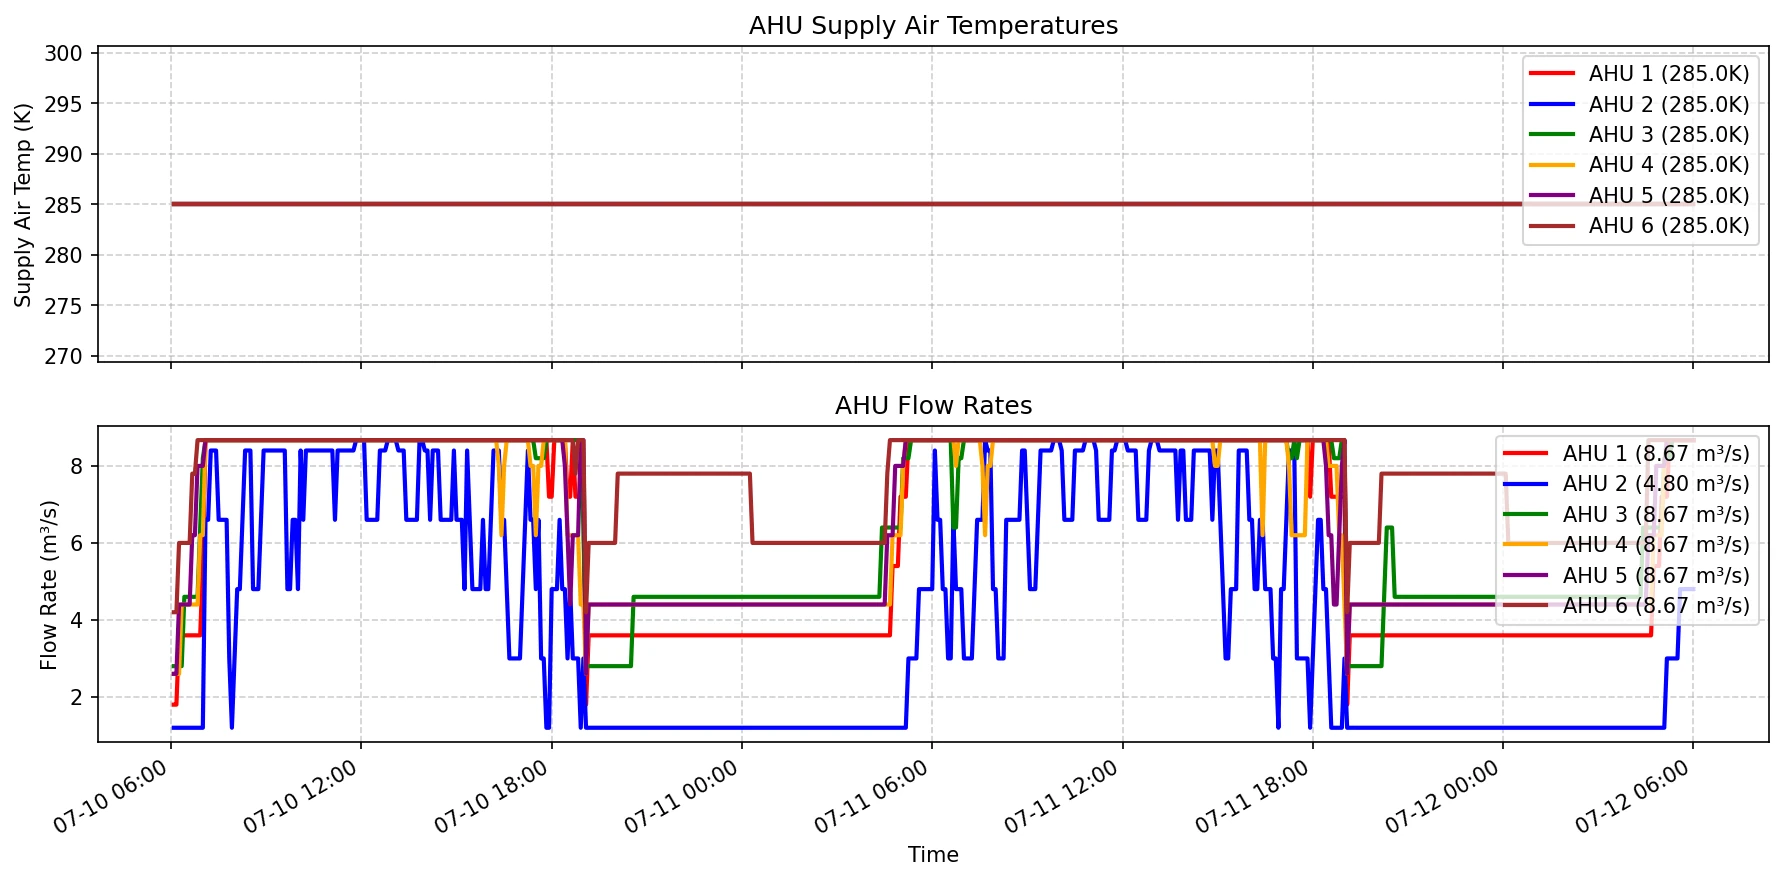 AHU Supply Air Temperatures
Supply Air Temp (K)
300
295
290
285
280
275
270
AHU 1 (285.0K)
AHU 2 (285.0K)
AHU 3 (285.0K)
AHU 4 (285.0K)
AHU 5 (285.0K)
AHU 6 (285.0K)
AHU Flow Rates
Flow Rate (m³/s)
8
6
4
2
AHU 1 (8.67 m³/s)
AHU 2 (4.80 m³/s)
AHU 3 (8.67 m³/s)
AHU 4 (8.67 m³/s)
AHU 5 (8.67 m³/s)
AHU 6 (8.67 m³/s)
07-10 06:00
07-10 12:00
07-10 18:00
07-11 00:00
07-11 06:00
07-11 12:00
07-11 18:00
07-12 00:00
07-12 06:00
Time